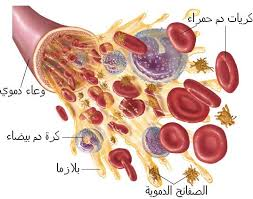 كريات دم حمراء
وعاء دموي
كرة دم بيضاء
بلازما
الصفائح الدموية